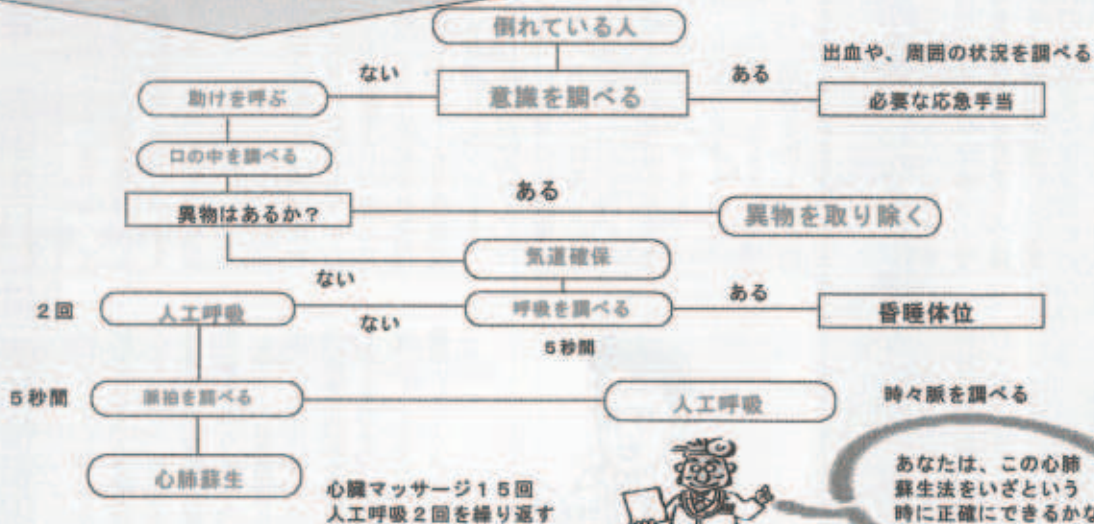 倒れている人
出血や、周囲の状況を調べる
ない
ある
助けを呼ぶ
意識を調べる
必要な応急手当
口の中を調べる
ある
異物はあるか？
異物を取り除く
気道確保
ない
2回
人工呼吸
ない
呼吸を調べる
ある
昏睡体位
5秒間
5秒間
脈拍を調べる
人工呼吸
時々脈を調べる
心肺蘇生
心臓マッサージ15回
人工呼吸2回を繰り返す
あなたは、この心肺
蘇生法をいざという
時に正確にできるかな